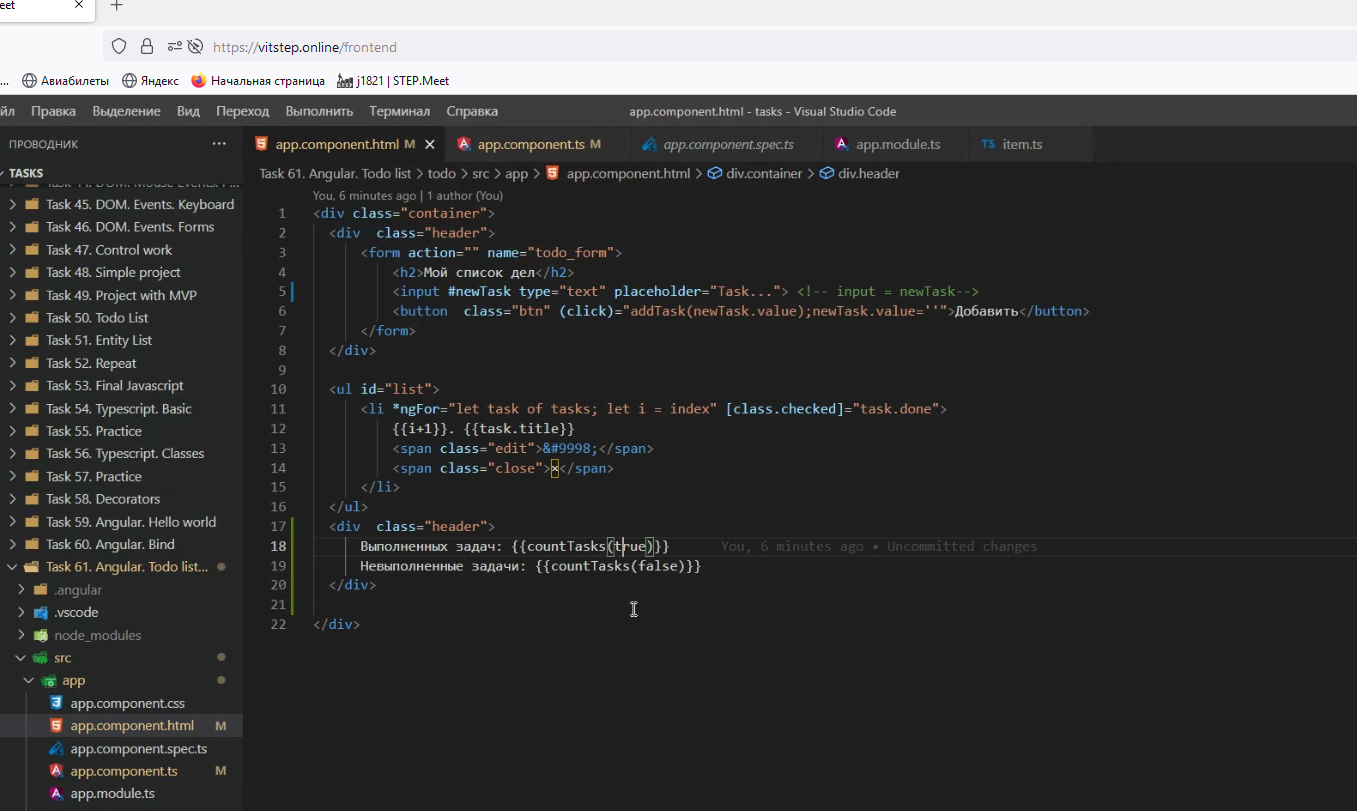 eet
https://vitstep.online/frontend
... Авиабилеты Яндекс Начальная страница j1821 | STEP.Meet
йл Правка Выделение Вид Переход Выполнить Терминал Справка app.component.html - tasks - Visual Studio Code
ПРОВОДНИК ...
app.component.html M app.component.ts M app.component.spec.ts app.module.ts TS item.ts
TASKS
Task 61. Angular. Todo list > todo > src > app > app.component.html > div.container > div.header
Task 45. DOM. Events. Keyboard
Task 46. DOM. Events. Forms
Task 47. Control work
Task 48. Simple project
Task 49. Project with MVP
Task 50. Todo List
Task 51. Entity List
Task 52. Repeat
Task 53. Final Javascript
Task 54. Typescript. Basic
Task 55. Practice
Task 56. Typescript. Classes
Task 57. Practice
Task 58. Decorators
Task 59. Angular. Hello world
Task 60. Angular. Bind
Task 61. Angular. Todo list...
.angular
.vscode
node_modules
src
app
app.component.css
app.component.html M
app.component.spec.ts
app.component.ts M
app.module.ts
You, 6 minutes ago | 1 author (You)
1 <div class="container">
2 <div class="header">
3 <form action="" name="todo_form">
4 <h2>Мой список дел</h2>
5 <input #newTask type="text" placeholder="Task..."> <!-- input = newTask-->
6 <button class="btn" (click)="addTask(newTask.value);newTask.value=''">Добавить</button>
7 </form>
8 </div>
9
10 <ul id="list">
11 <li *ngFor="let task of tasks; let i = index" [class.checked]="task.done">
12 {{i+1}}. {{task.title}}
13 <span class="edit">&#9998;</span>
14 <span class="close">×</span>
15 </li>
16 </ul>
17 <div class="header">
18 Выполненных задач: {{countTasks(true)}} You, 6 minutes ago • Uncommitted changes
19 Невыполненные задачи: {{countTasks(false)}}
20 </div>
21
22 </div>